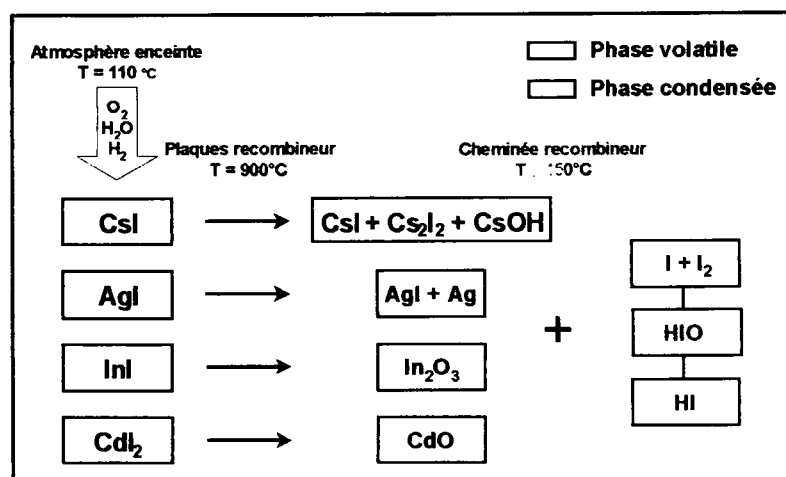 Atmosphère enceinte
T = 110 °C
Phase volatile
Phase condensée
O₂
H₂O
H₂
Plaques recombineur
T = 900°C
Cheminée recombineur
T
CsI → CsI + Cs₂I₂ + CsOH
AgI → AgI + Ag
InI → In₂O₃
CdI₂ → CdO
+
I + I₂
HIO
HI